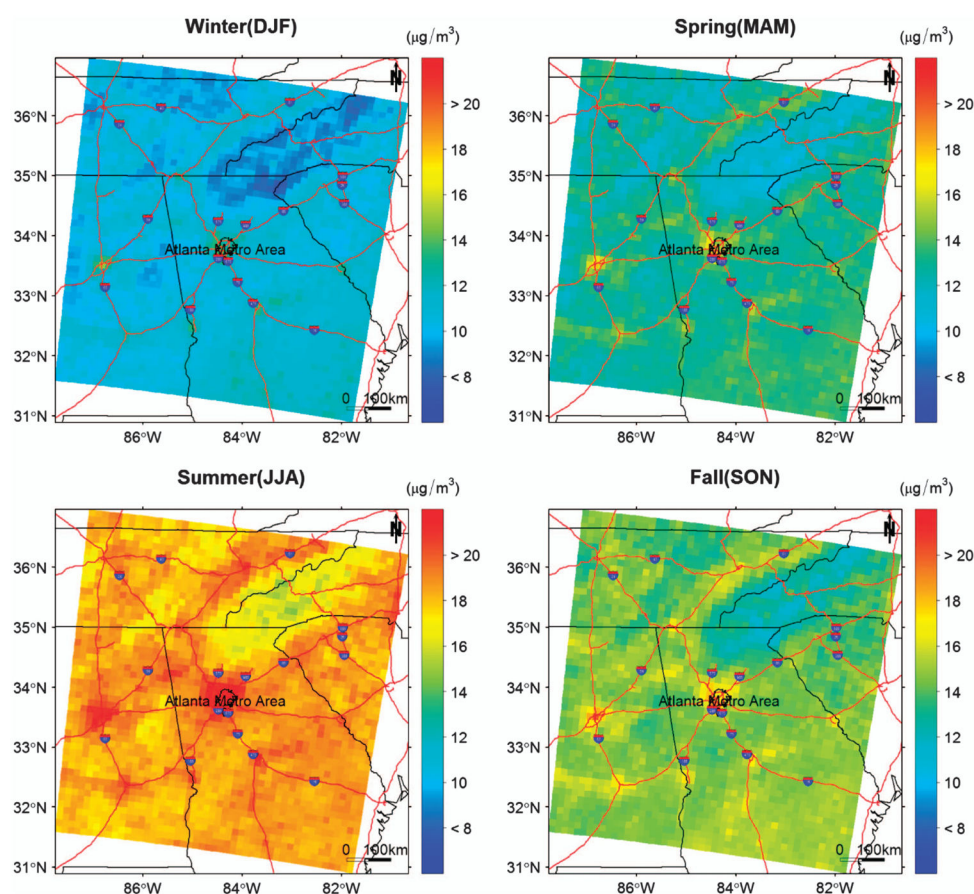 Winter(DJF)
(μg/m³)
N
> 20
18
16
14
12
10
< 8
36°N
35°N
34°N
33°N
32°N
31°N
Atlanta Metro Area
0 100km
86°W
84°W
82°W
Spring(MAM)
(μg/m³)
N
> 20
18
16
14
12
10
< 8
36°N
35°N
34°N
33°N
32°N
31°N
Atlanta Metro Area
0 100km
86°W
84°W
82°W
Summer(JJA)
(μg/m³)
N
> 20
18
16
14
12
10
< 8
36°N
35°N
34°N
33°N
32°N
31°N
Atlanta Metro Area
0 100km
86°W
84°W
82°W
Fall(SON)
(μg/m³)
N
> 20
18
16
14
12
10
< 8
36°N
35°N
34°N
33°N
32°N
31°N
Atlanta Metro Area
0 100km
86°W
84°W
82°W